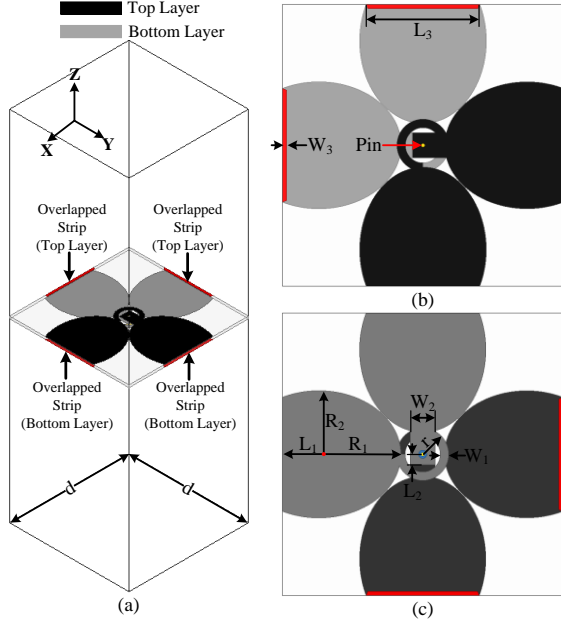 Top Layer
Bottom Layer
Z
X
Y
Overlapped
Strip
(Top Layer)
Overlapped
Strip
(Top Layer)
Overlapped
Strip
(Bottom Layer)
Overlapped
Strip
(Bottom Layer)
d
d
(a)
L3
W3
Pin
(b)
W2
R2
L1
R1
r
W1
L2
(c)